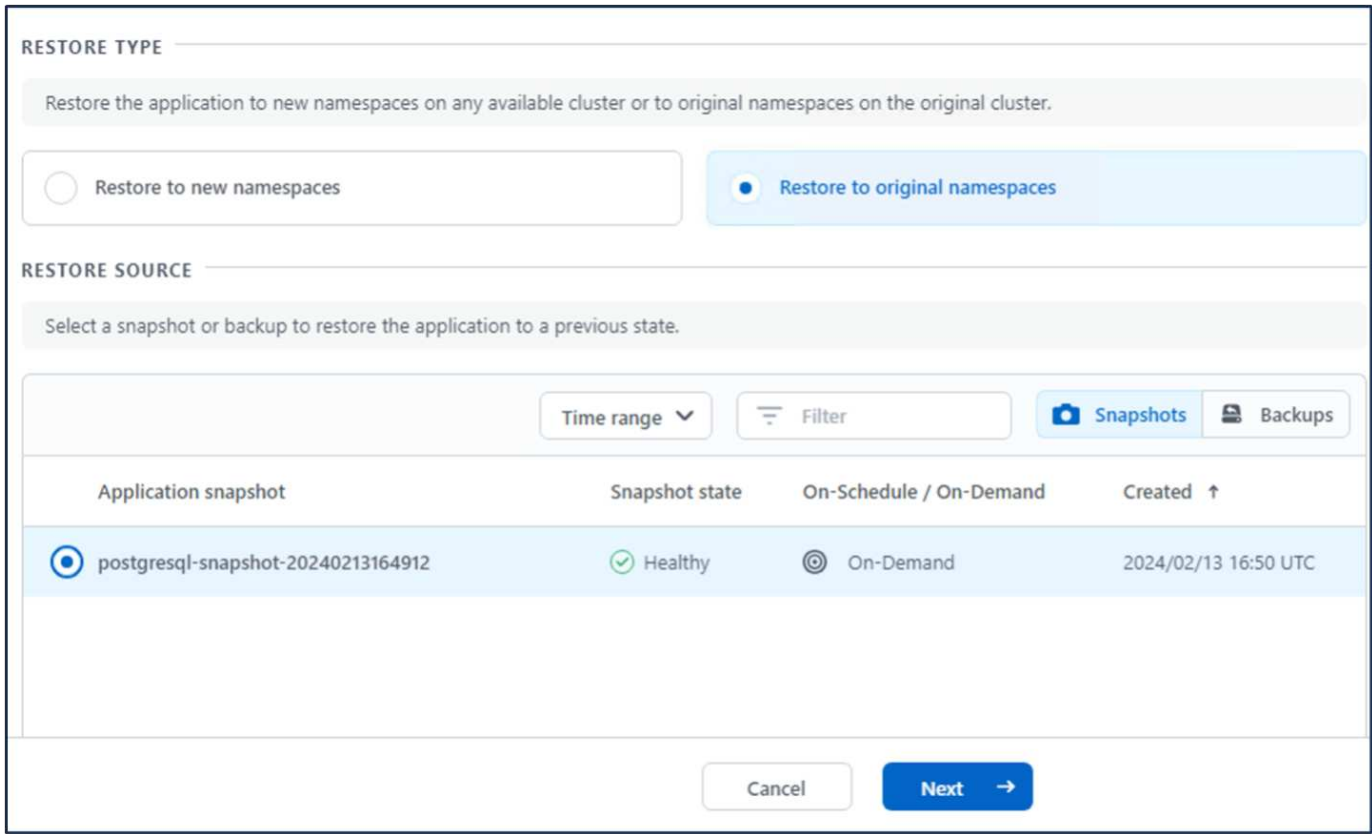 RESTORE TYPE
Restore the application to new namespaces on any available cluster or to original namespaces on the original cluster.
Restore to new namespaces
Restore to original namespaces
RESTORE SOURCE
Select a snapshot or backup to restore the application to a previous state.
Time range Filter Snapshots Backups
Application snapshot Snapshot state On-Schedule / On-Demand Created ↑
postgresql-snapshot-20240213164912 Healthy On-Demand 2024/02/13 16:50 UTC
Cancel Next →